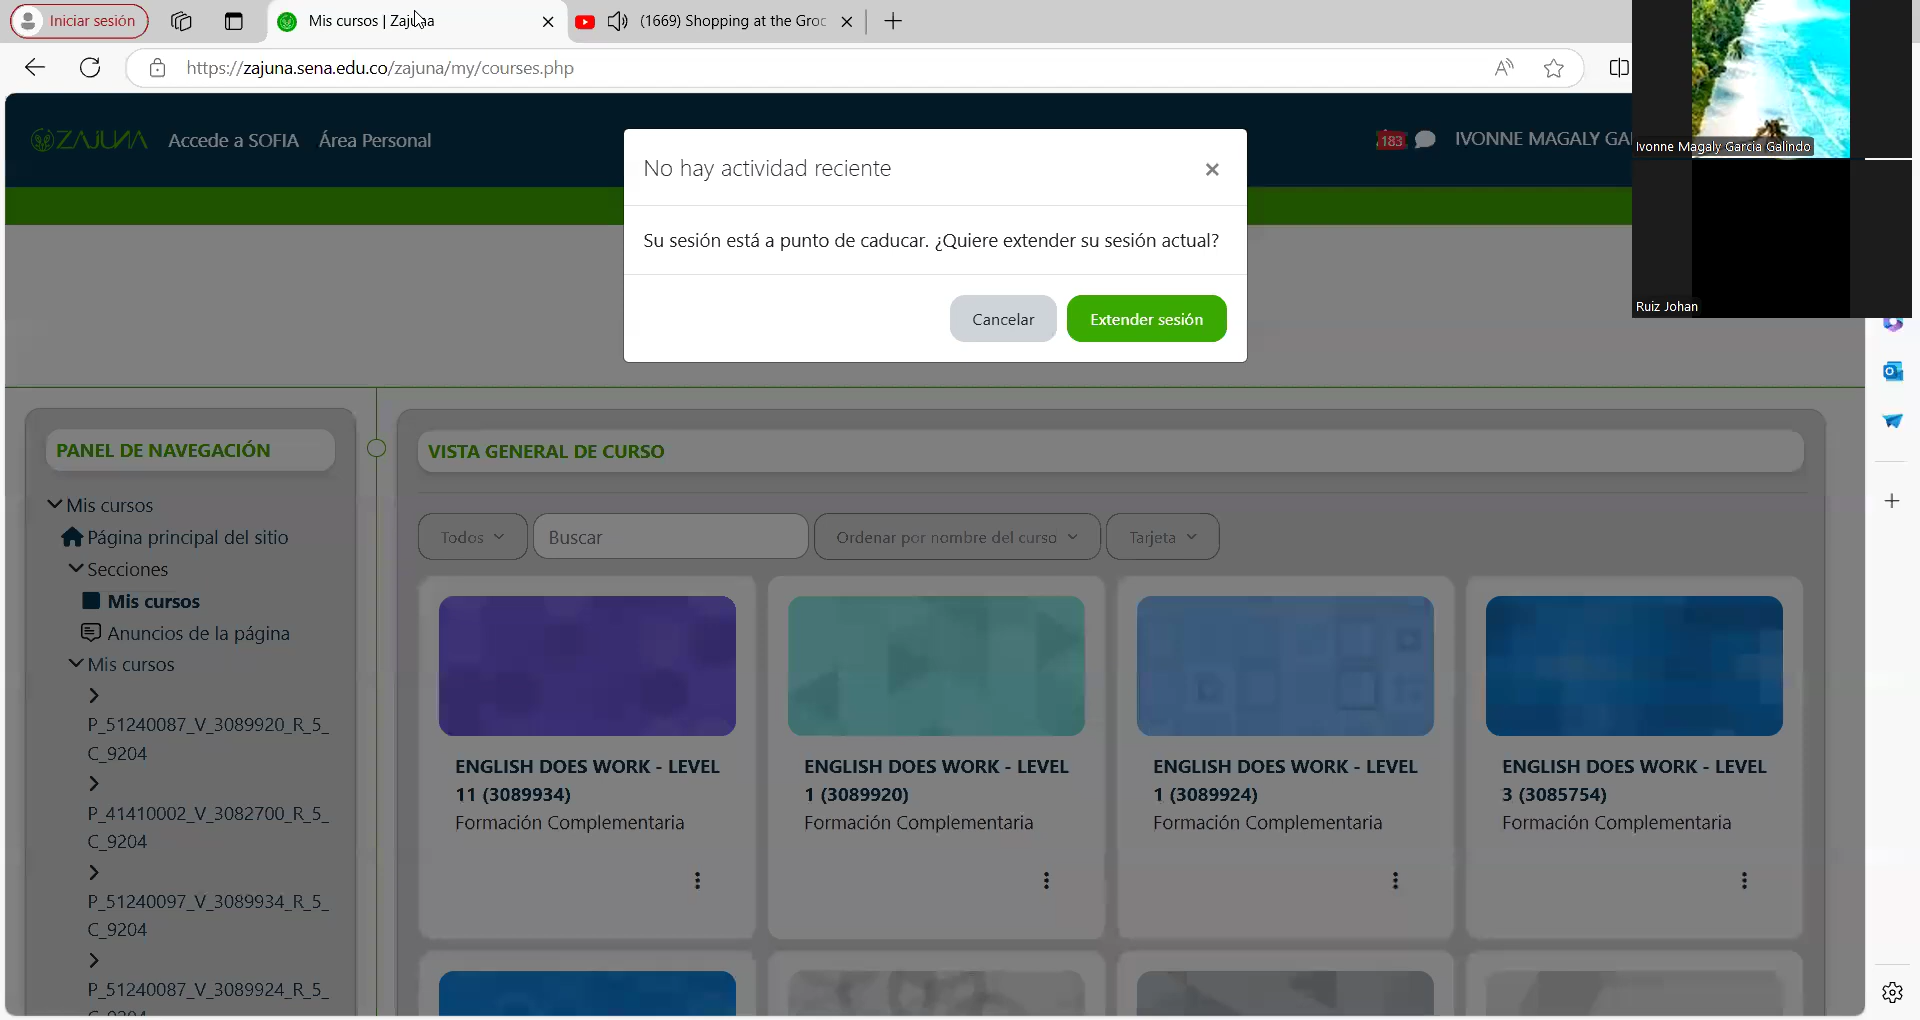 Iniciar sesión
Mis cursos | Zajuna
(1669) Shopping at the Groc
https://zajuna.sena.edu.co/zajuna/my/courses.php
ZAJUNA
Accede a SOFIA
Área Personal
183
IVONNE MAGALY GA
Ivonne Magaly Garcia Galindo
Ruiz Johan
No hay actividad reciente
Su sesión está a punto de caducar. ¿Quiere extender su sesión actual?
Cancelar
Extender sesión
PANEL DE NAVEGACIÓN
Mis cursos
Página principal del sitio
Secciones
Mis cursos
Anuncios de la página
Mis cursos
P_51240087_V_3089920_R_5_
C_9204
P_41410002_V_3082700_R_5_
C_9204
P_51240097_V_3089934_R_5_
C_9204
P_51240087_V_3089924_R_5_
C_9204
VISTA GENERAL DE CURSO
Todos
Buscar
Ordenar por nombre del curso
Tarjeta
ENGLISH DOES WORK - LEVEL
11 (3089934)
Formación Complementaria
ENGLISH DOES WORK - LEVEL
1 (3089920)
Formación Complementaria
ENGLISH DOES WORK - LEVEL
1 (3089924)
Formación Complementaria
ENGLISH DOES WORK - LEVEL
3 (3085754)
Formación Complementaria